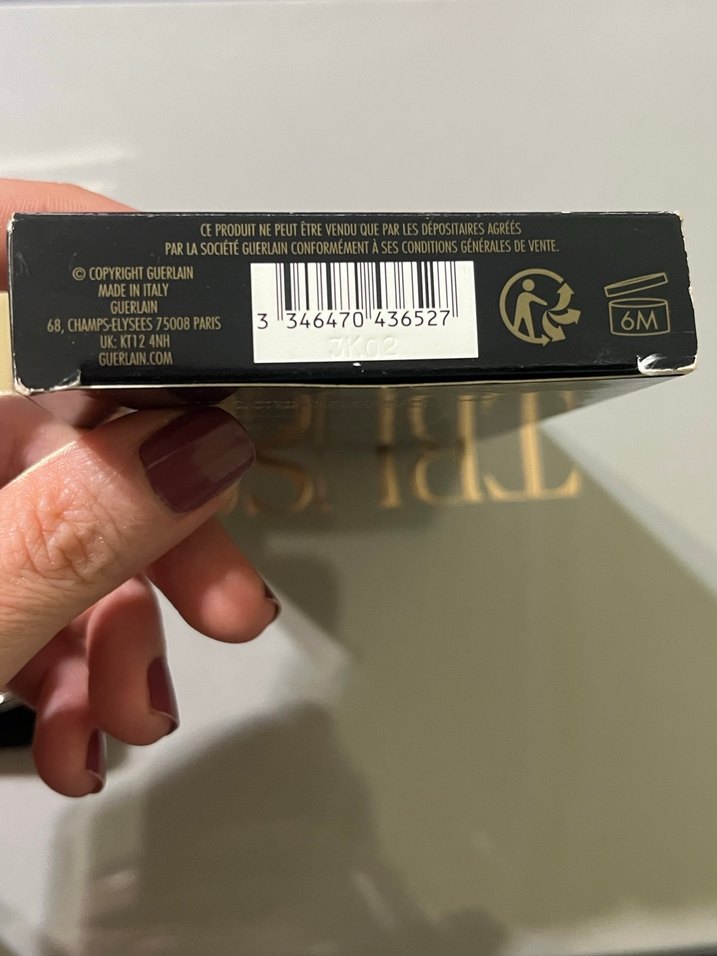 CE PRODUIT NE PEUT ÊTRE VENDU QUE PAR LES DÉPOSITAIRES AGRÉÉS
PAR LA SOCIÉTÉ GUERLAIN CONFORMÉMENT À SES CONDITIONS GÉNÉRALES DE VENTE.
© COPYRIGHT GUERLAIN
MADE IN ITALY
GUERLAIN
68, CHAMPS-ELYSEES 75008 PARIS
UK: KT12 4NH
GUERLAIN.COM
3 346470 436527
3K02
6M